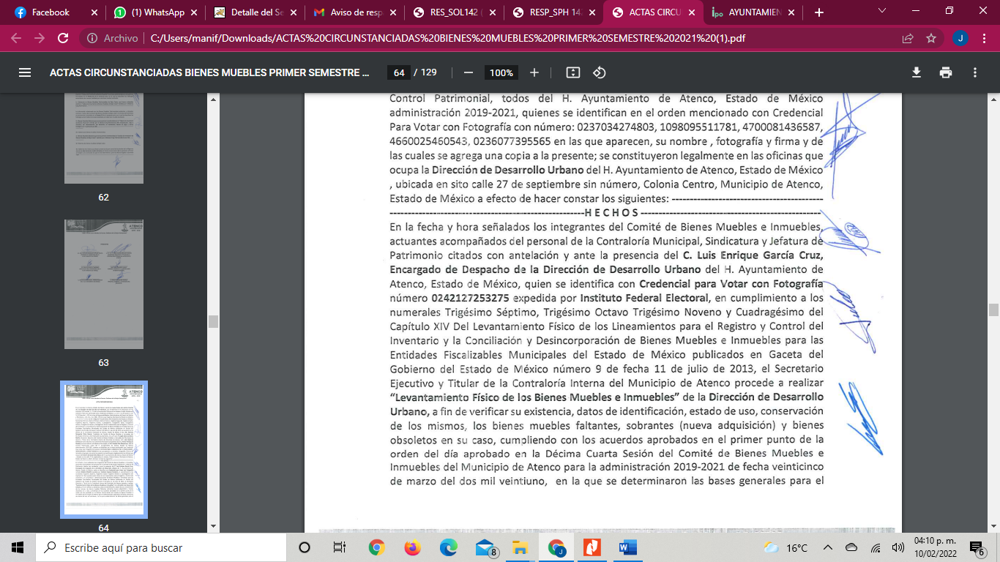 Facebook
(1) WhatsApp
Detalle del Se
Aviso de resp
RES_SOL142 (
RESP_SPH 142
ACTAS CIRCU
AYUNTAMIEN
Archivo
C:/Users/manif/Downloads/ACTAS%20CIRCUNSTANCIADAS%20BIENES%20MUEBLES%20PRIMER%20SEMESTRE%202021%20(1).pdf
ACTAS CIRCUNSTANCIADAS BIENES MUEBLES PRIMER SEMESTRE ...
64 / 129
100%
62
63
64
Control Patrimonial, todos del H. Ayuntamiento de Atenco, Estado de México
administración 2019-2021, quienes se identifican en el orden mencionado con Credencial
Para Votar con Fotografía con número: 0237034274803, 1098095511781, 4700081436587,
4660025460543, 0236077395565 en las que aparecen, su nombre , fotografía y firma y de
las cuales se agrega una copia a la presente; se constituyeron legalmente en las oficinas que
ocupa la Dirección de Desarrollo Urbano del H. Ayuntamiento de Atenco, Estado de México
, ubicada en sito calle 27 de septiembre sin número, Colonia Centro, Municipio de Atenco,
Estado de México a efecto de hacer constar los siguientes: ------------------------------------------
------------------------------------------------------H E C H O S --------------------------------------------------
En la fecha y hora señalados los integrantes del Comité de Bienes Muebles e Inmuebles,
actuantes acompañados del personal de la Contraloría Municipal, Sindicatura y Jefatura de
Patrimonio citados con antelación y ante la presencia del C. Luis Enrique García Cruz,
Encargado de Despacho de la Dirección de Desarrollo Urbano del H. Ayuntamiento de
Atenco, Estado de México, quien se identifica con Credencial para Votar con Fotografía
número 0242127253275 expedida por Instituto Federal Electoral, en cumplimiento a los
numerales Trigésimo Séptimo, Trigésimo Octavo Trigésimo Noveno y Cuadragésimo del
Capítulo XIV Del Levantamiento Físico de los Lineamientos para el Registro y Control del
Inventario y la Conciliación y Desincorporación de Bienes Muebles e Inmuebles para las
Entidades Fiscalizables Municipales del Estado de México publicados en Gaceta del
Gobierno del Estado de México número 9 de fecha 11 de julio de 2013, el Secretario
Ejecutivo y Titular de la Contraloría Interna del Municipio de Atenco procede a realizar
“Levantamiento Físico de los Bienes Muebles e Inmuebles” de la Dirección de Desarrollo
Urbano, a fin de verificar su existencia, datos de identificación, estado de uso, conservación
de los mismos, los bienes muebles faltantes, sobrantes (nueva adquisición) y bienes
obsoletos en su caso, cumpliendo con los acuerdos aprobados en el primer punto de la
orden del día aprobado en la Décima Cuarta Sesión del Comité de Bienes Muebles e
Inmuebles del Municipio de Atenco para la administración 2019-2021 de fecha veinticinco
de marzo del dos mil veintiuno, en la que se determinaron las bases generales para el
Escribe aquí para buscar
16°C
04:10 p. m.
10/02/2022